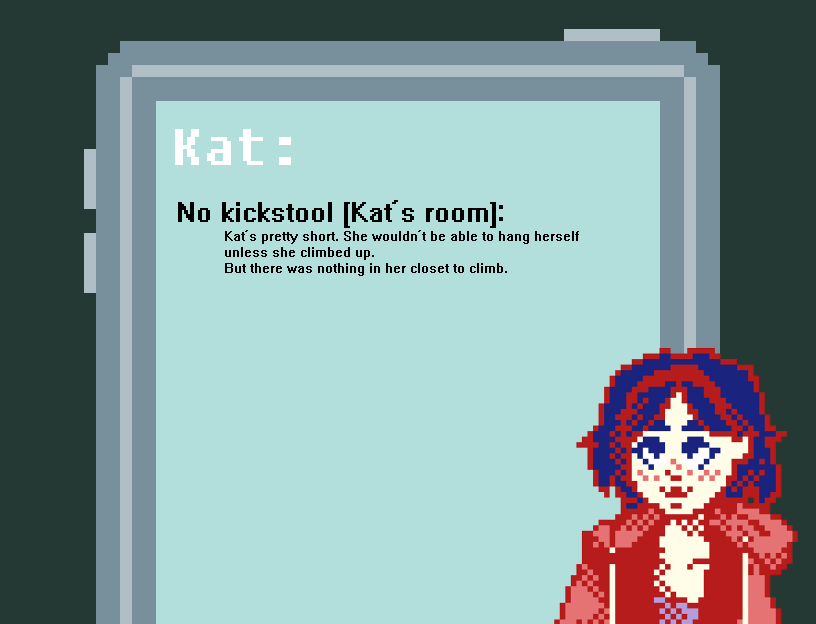 Kat:
No kickstool [Kat´s room]:
Kat´s pretty short. She wouldn´t be able to hang herself
unless she climbed up.
But there was nothing in her closet to climb.